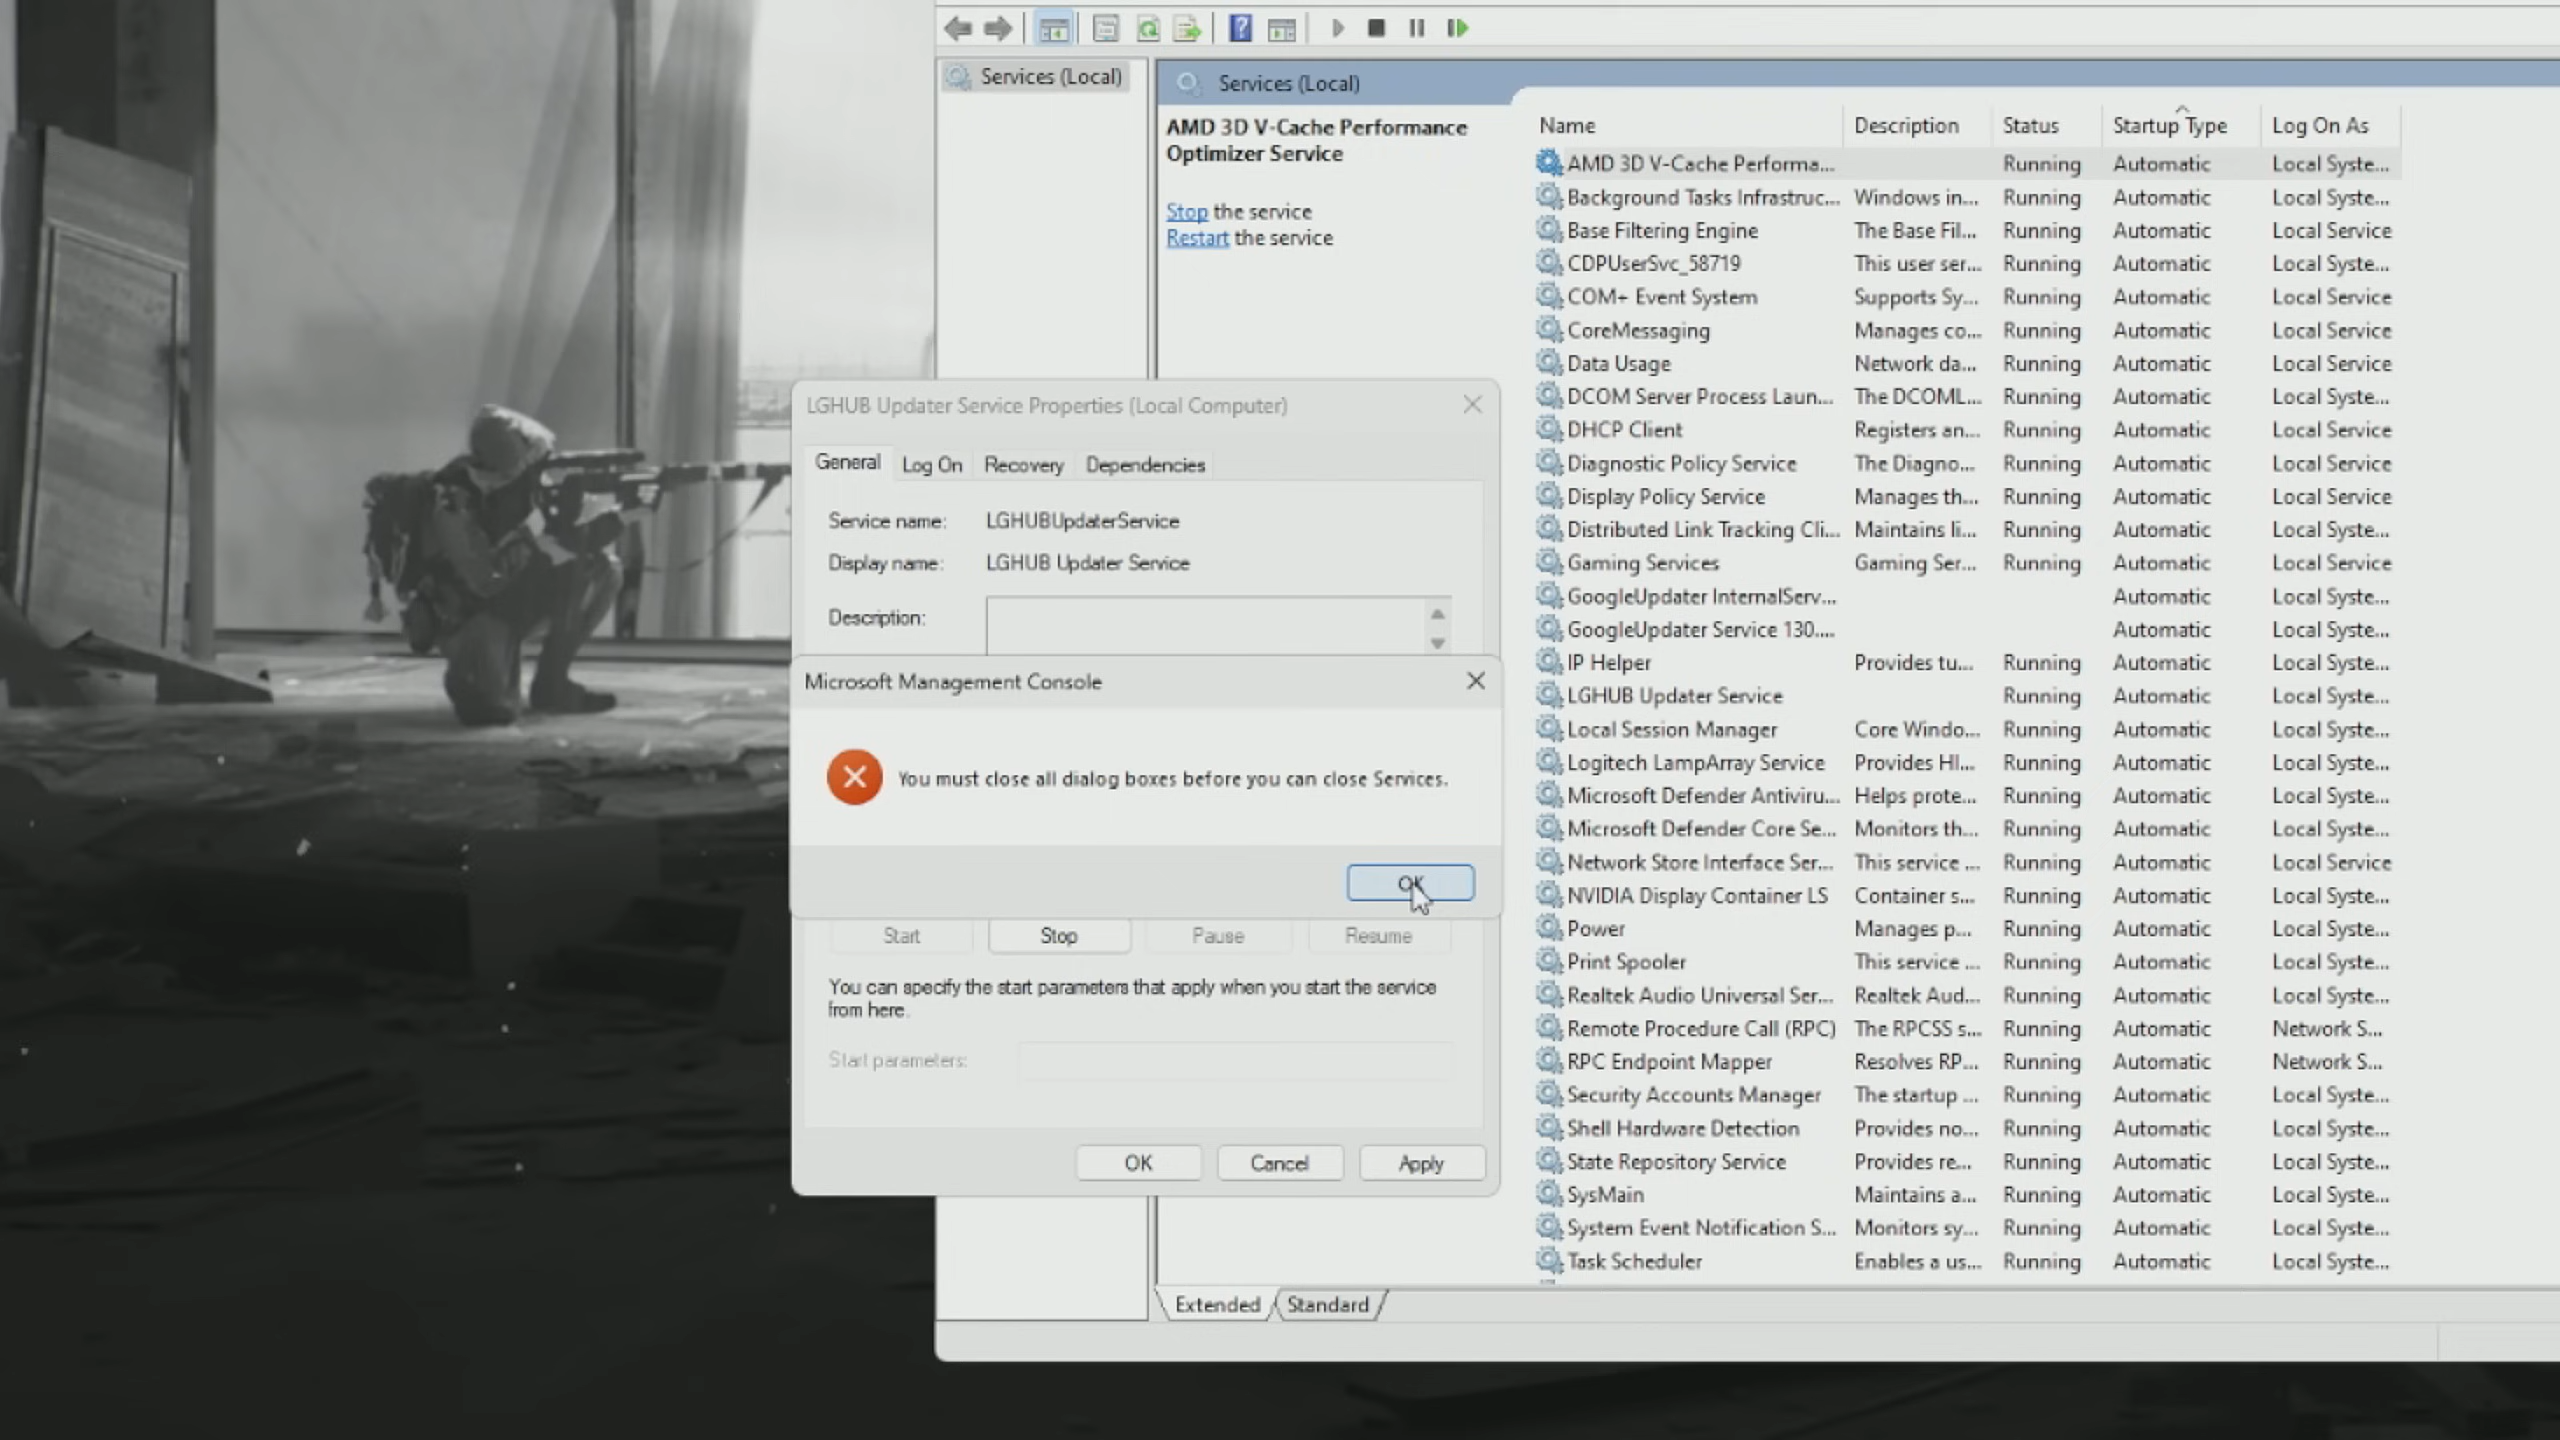 Services (Local)
Services (Local)
AMD 3D V-Cache Performance
Optimizer Service
Stop the service
Restart the service
Name Description Status Startup Type Log On As
AMD 3D V-Cache Performa... Running Automatic Local Syste...
Background Tasks Infrastruc... Windows in... Running Automatic Local Syste...
Base Filtering Engine The Base Fil... Running Automatic Local Service
CDPUserSvc_58719 This user ser... Running Automatic Local Syste...
COM+ Event System Supports Sy... Running Automatic Local Service
CoreMessaging Manages co... Running Automatic Local Service
Data Usage Network da... Running Automatic Local Service
DCOM Server Process Laun... The DCOML... Running Automatic Local Syste...
DHCP Client Registers an... Running Automatic Local Service
Diagnostic Policy Service The Diagno... Running Automatic Local Service
Display Policy Service Manages th... Running Automatic Local Service
Distributed Link Tracking Cli... Maintains li... Running Automatic Local Syste...
Gaming Services Gaming Ser... Running Automatic Local Service
GoogleUpdater InternalServ... Automatic Local Syste...
GoogleUpdater Service 130.... Automatic Local Syste...
IP Helper Provides tu... Running Automatic Local Syste...
LGHUB Updater Service Running Automatic Local Syste...
Local Session Manager Core Windo... Running Automatic Local Syste...
Logitech LampArray Service Provides HI... Running Automatic Local Syste...
Microsoft Defender Antiviru... Helps prote... Running Automatic Local Syste...
Microsoft Defender Core Se... Monitors th... Running Automatic Local Syste...
Network Store Interface Ser... This service ... Running Automatic Local Service
NVIDIA Display Container LS Container s... Running Automatic Local Syste...
Power Manages p... Running Automatic Local Syste...
Print Spooler This service ... Running Automatic Local Syste...
Realtek Audio Universal Ser... Realtek Aud... Running Automatic Local Syste...
Remote Procedure Call (RPC) The RPCSS s... Running Automatic Network S...
RPC Endpoint Mapper Resolves RP... Running Automatic Network S...
Security Accounts Manager The startup ... Running Automatic Local Syste...
Shell Hardware Detection Provides no... Running Automatic Local Syste...
State Repository Service Provides re... Running Automatic Local Syste...
SysMain Maintains a... Running Automatic Local Syste...
System Event Notification S... Monitors sy... Running Automatic Local Syste...
Task Scheduler Enables a us... Running Automatic Local Syste...
Extended Standard
LGHUB Updater Service Properties (Local Computer)
General Log On Recovery Dependencies
Service name: LGHUBUpdaterService
Display name: LGHUB Updater Service
Description:
Microsoft Management Console
You must close all dialog boxes before you can close Services.
OK
Start Stop Pause Resume
You can specify the start parameters that apply when you start the service
from here.
Start parameters:
OK Cancel Apply